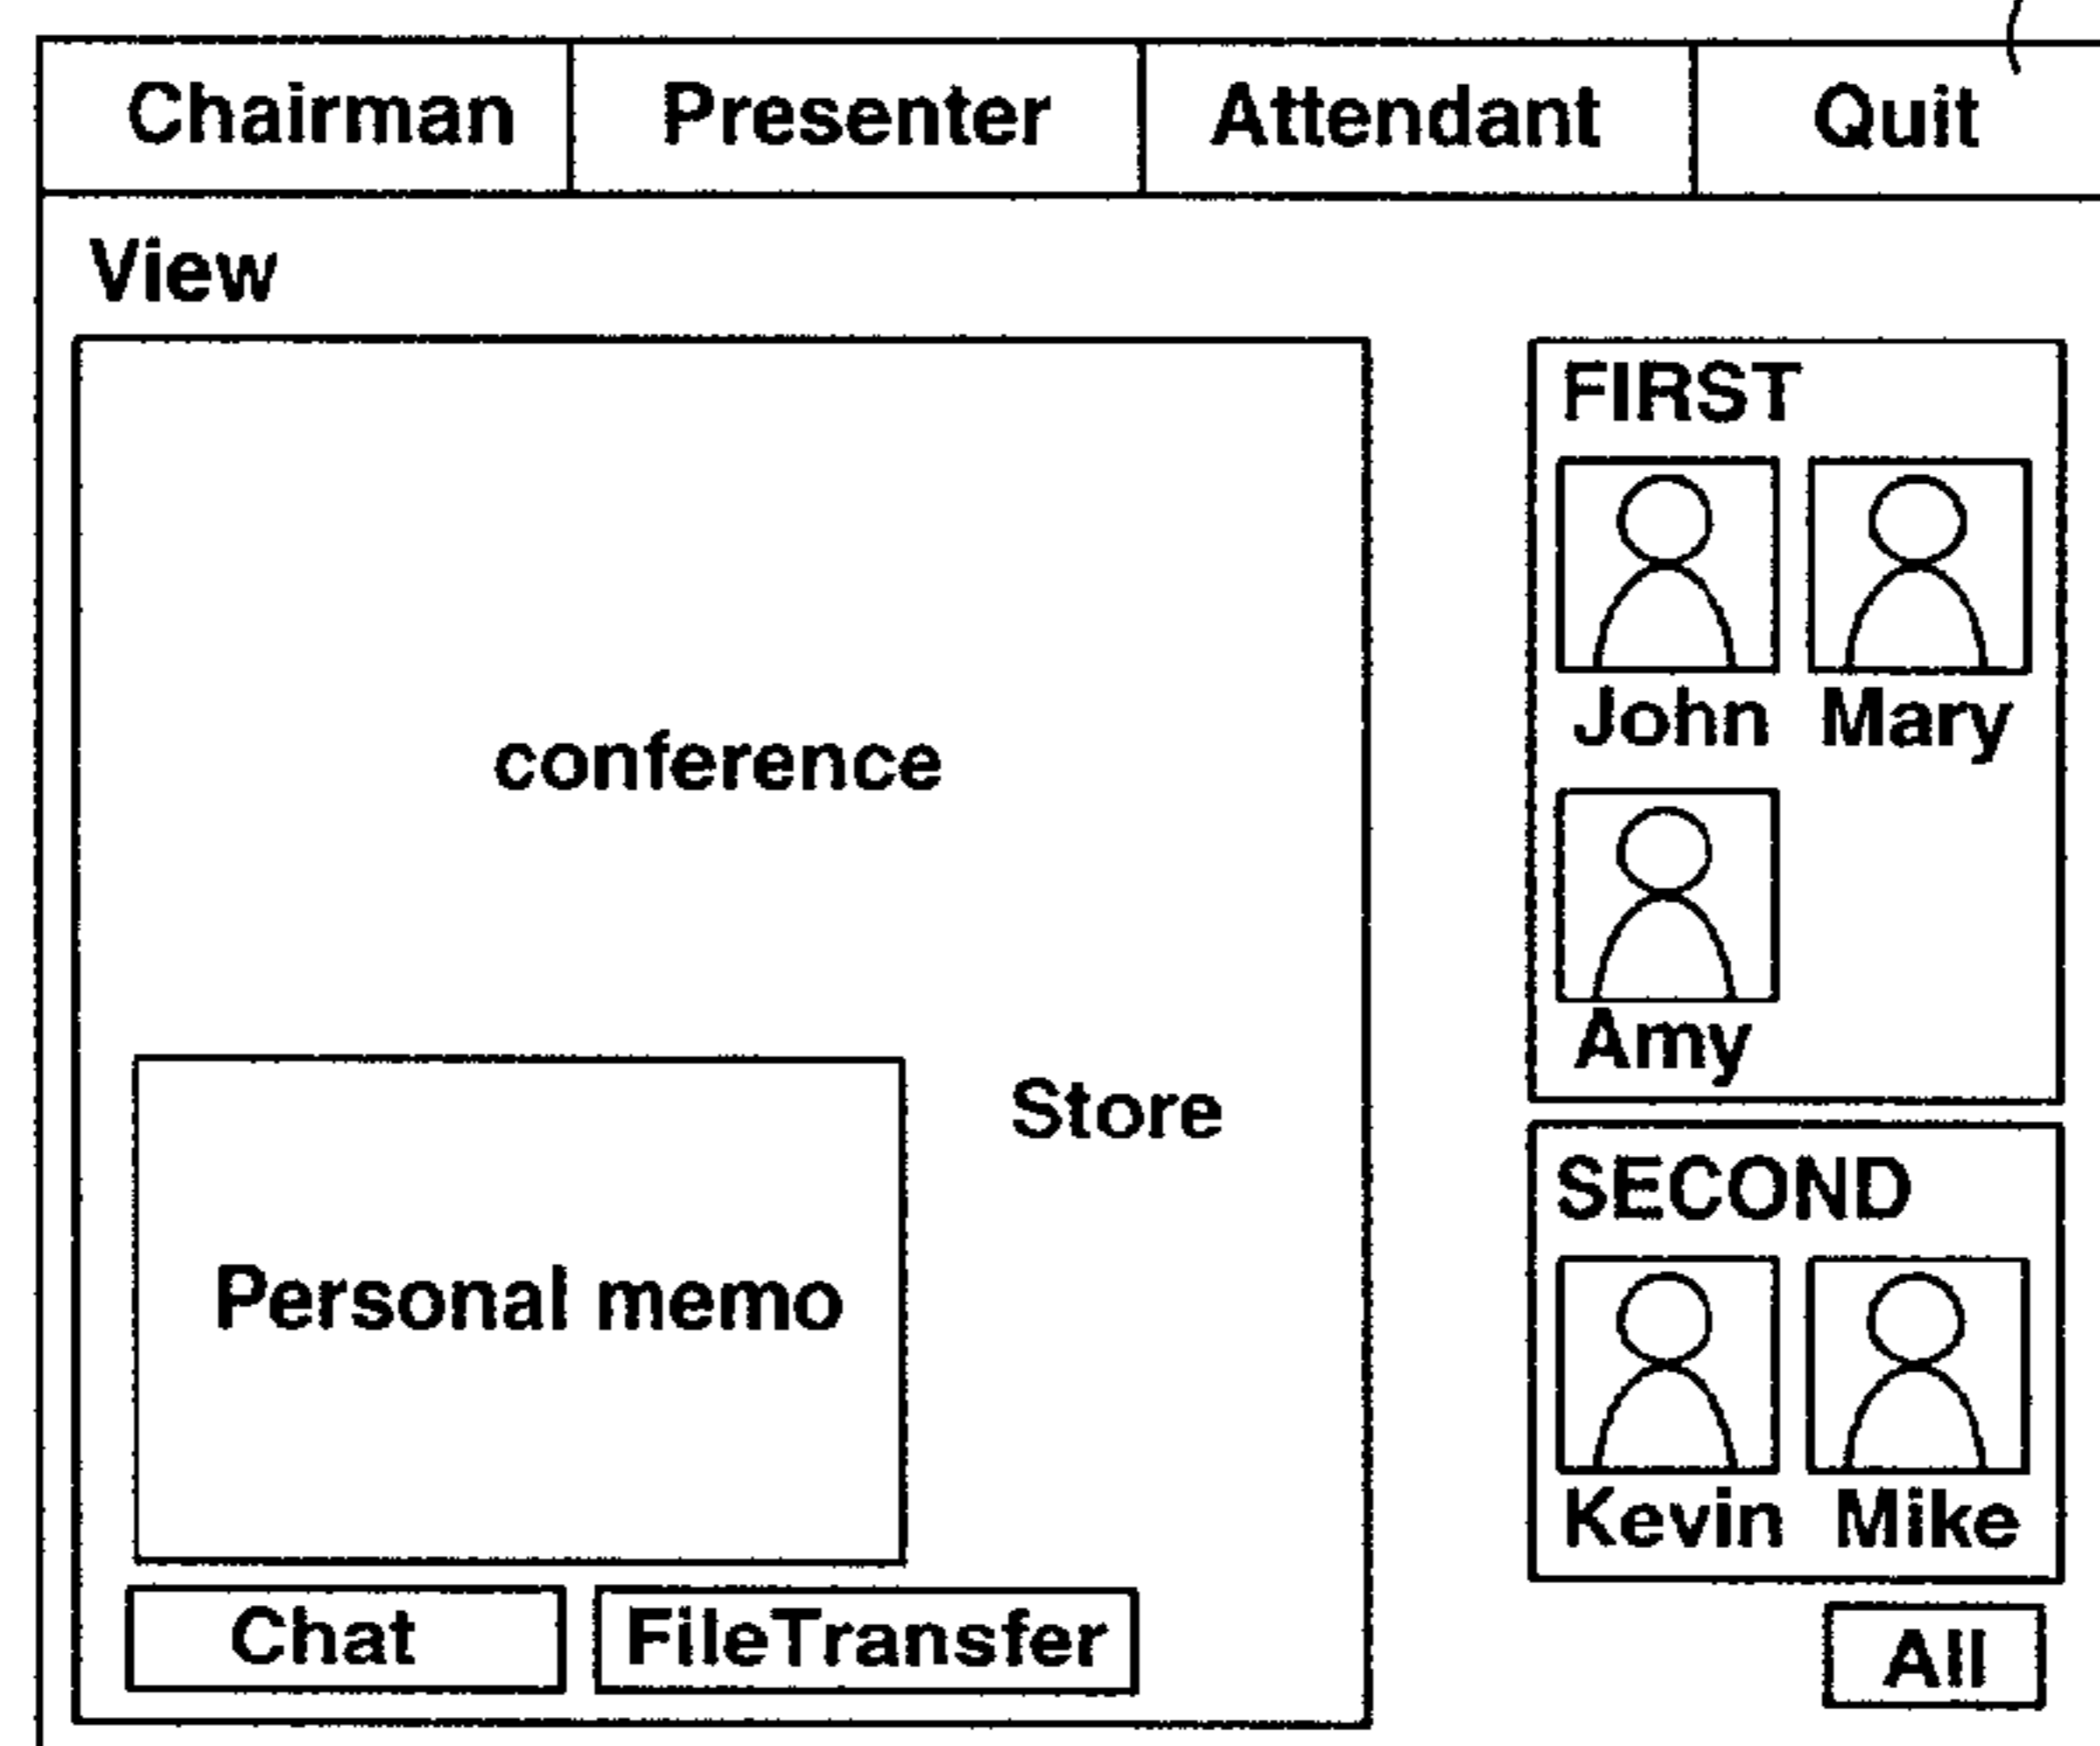 Chairman Presenter Attendant Quit
View
conference
Store
Personal memo
Chat FileTransfer
FIRST
John Mary
Amy
SECOND
Kevin Mike
All